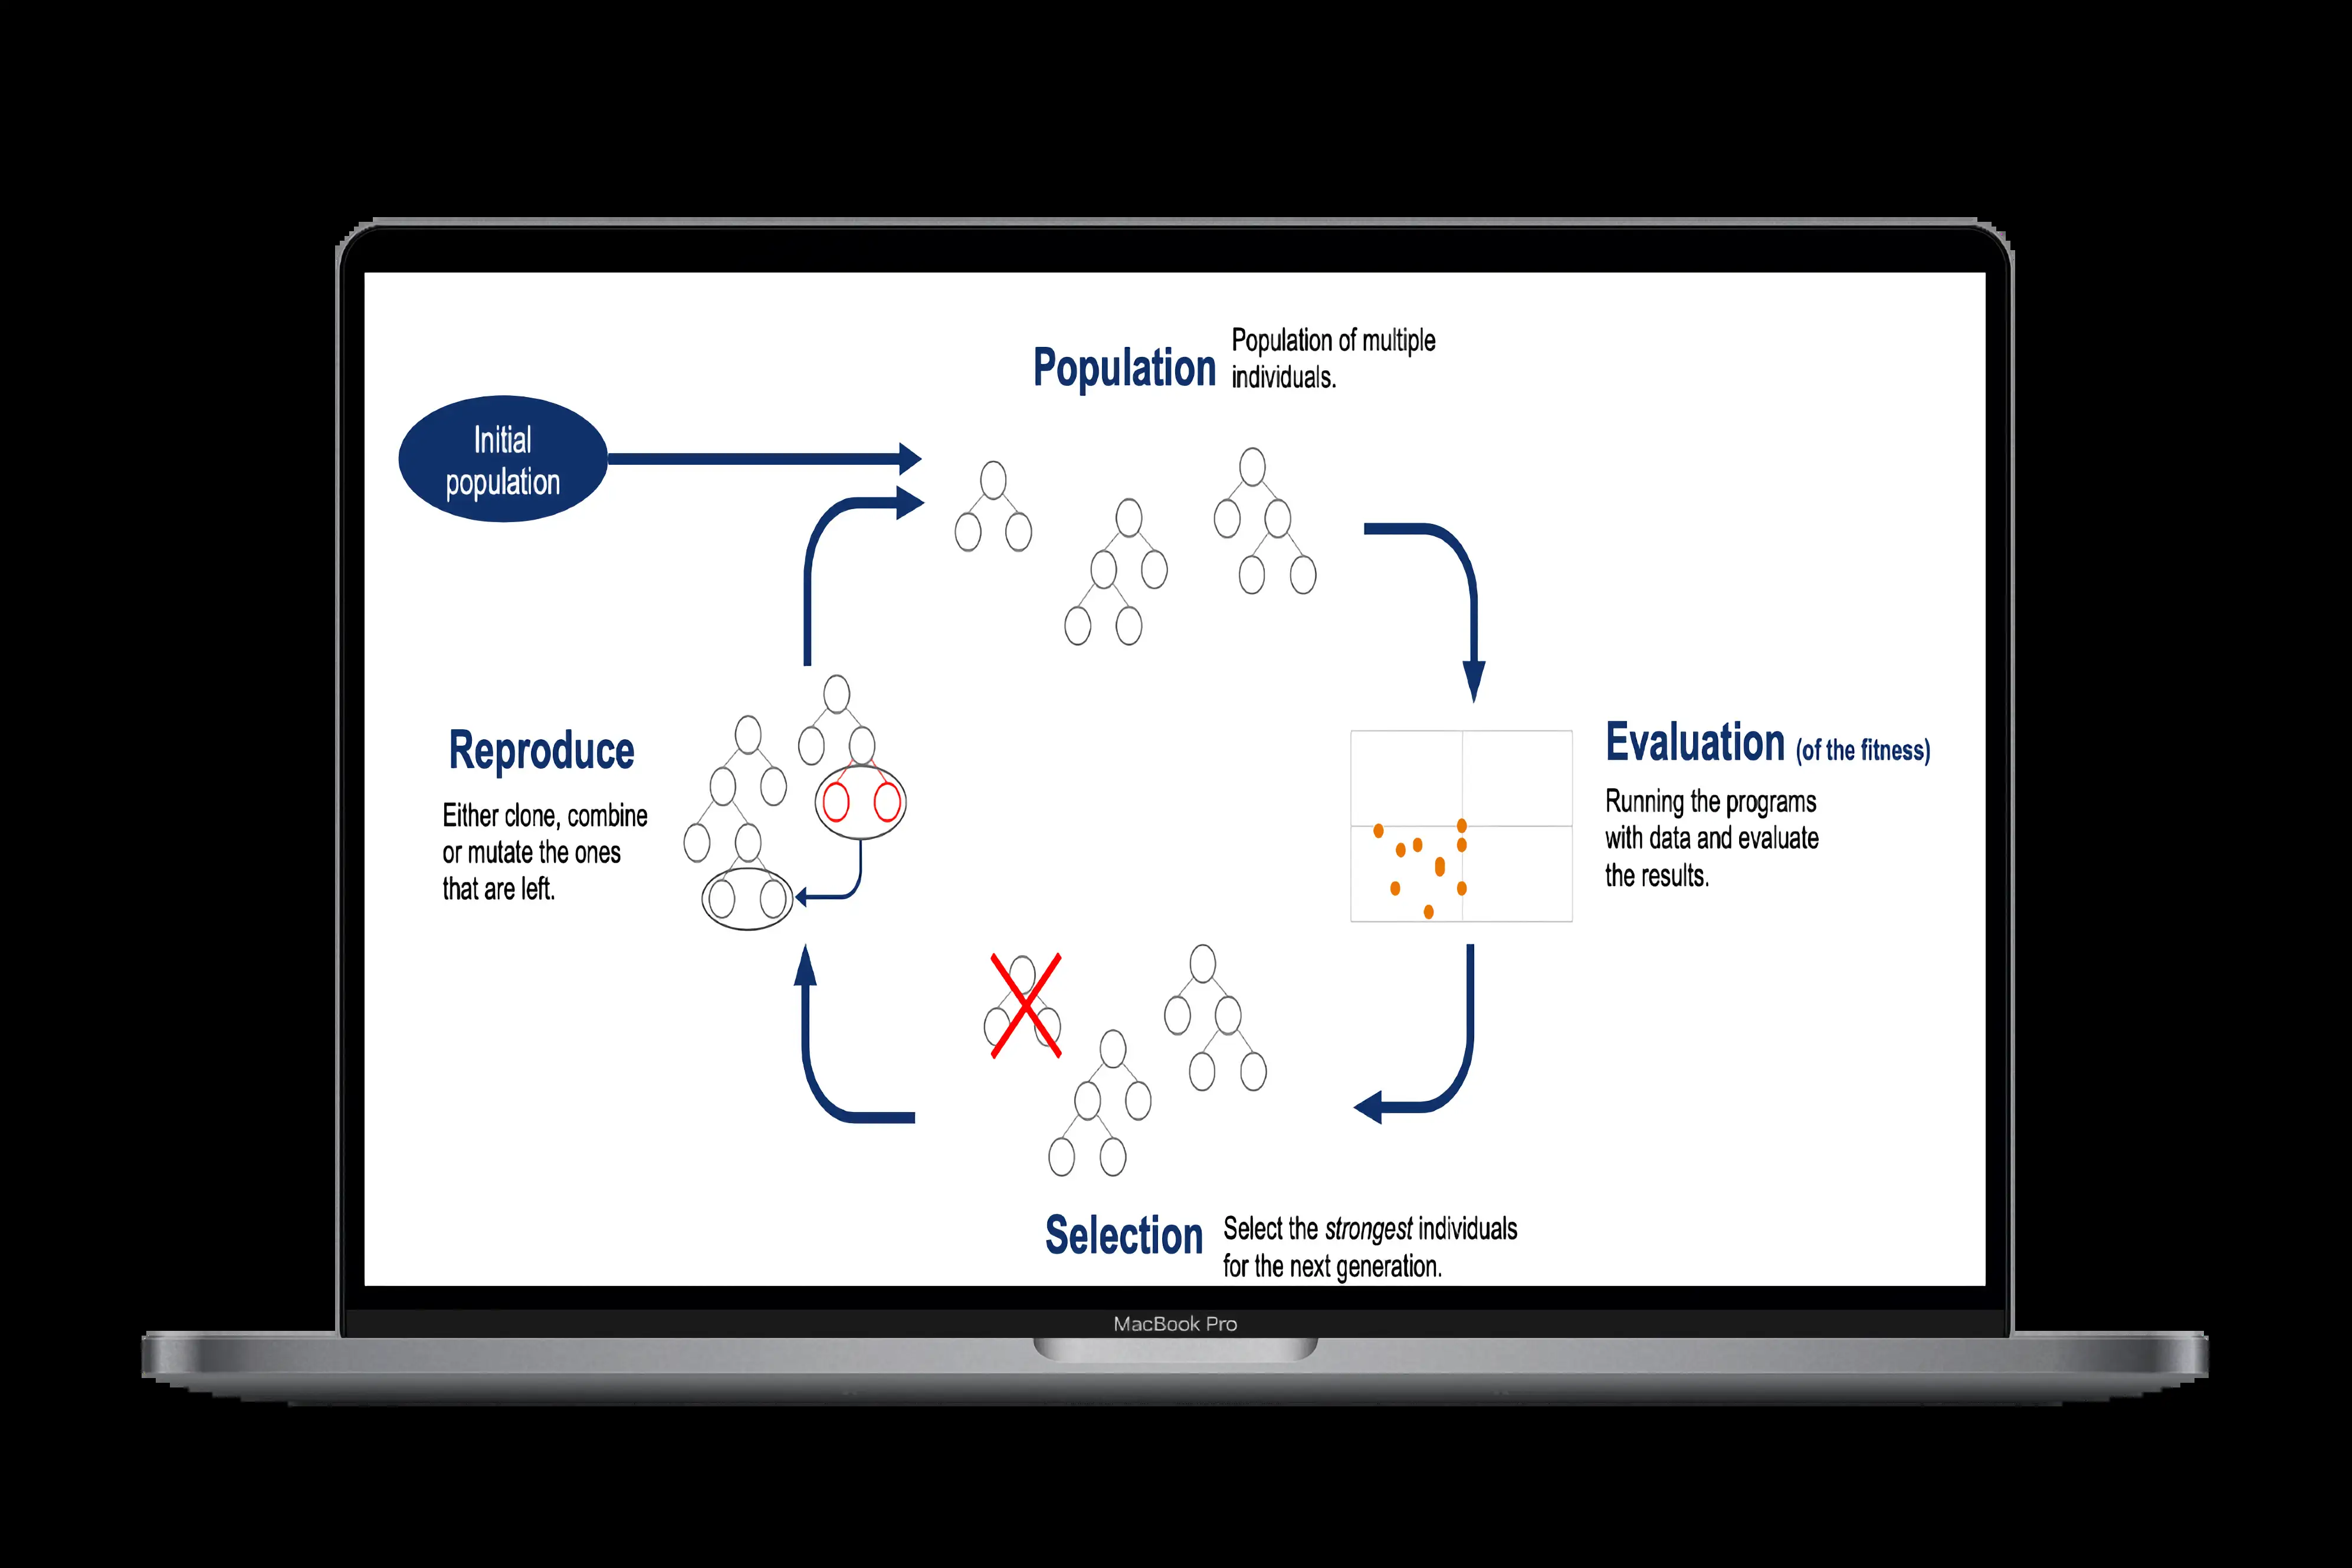 Population
Population of multiple
individuals.
Initial
population
Reproduce
Either clone, combine
or mutate the ones
that are left.
Evaluation (of the fitness)
Running the programs
with data and evaluate
the results.
Selection
Select the strongest individuals
for the next generation.
MacBook Pro